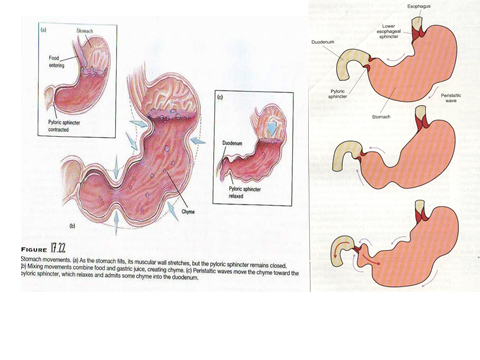 (a)
Stomach
Food
entering
Pyloric sphincter
contracted
(c)
Duodenum
Pyloric sphincter
relaxed
Chyme
(b)
FIGURE 17.22
Stomach movements. (a) As the stomach fills, its muscular wall stretches, but the pyloric sphincter remains closed.
(b) Mixing movements combine food and gastric juice, creating chyme. (c) Peristaltic waves move the chyme toward the
pyloric sphincter, which relaxes and admits some chyme into the duodenum.
Esophagus
Lower
esophageal
sphincter
Duodenum
Pyloric
sphincter
Stomach
Peristaltic
wave